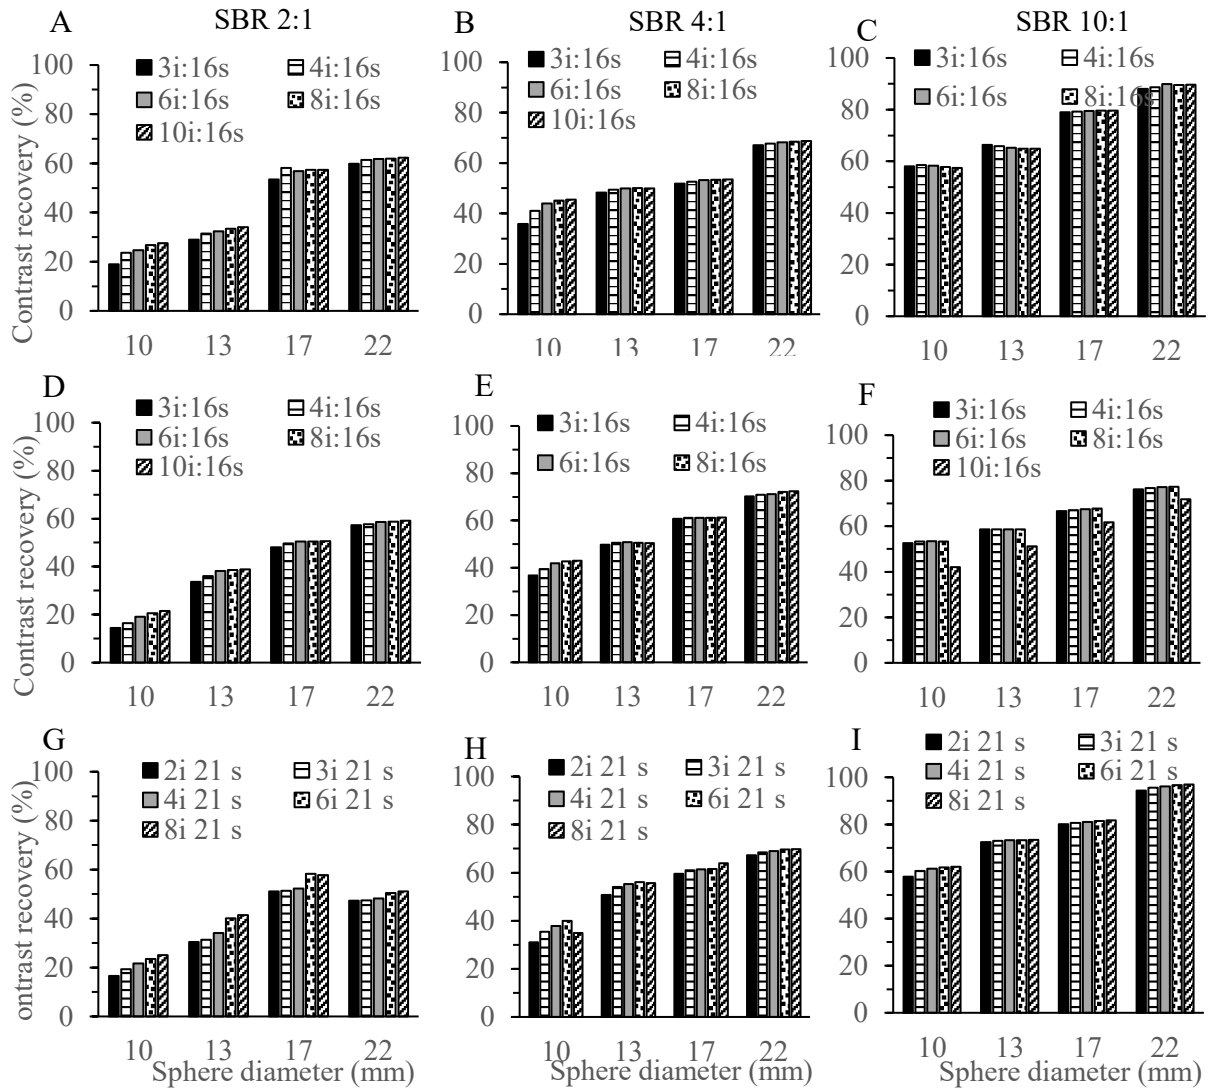 A SBR 2:1
Contrast recovery (%)
100
80
60
40
20
0
3i:16s 4i:16s
6i:16s 8i:16s
10i:16s
10 13 17 22
B SBR 4:1
100
80
60
40
20
0
3i:16s 4i:16s
6i:16s 8i:16s
10i:16s
10 13 17 22
C SBR 10:1
100
80
60
40
20
0
3i:16s 4i:16s
6i:16s 8i:16s
10i:16s
10 13 17 22
D
Contrast recovery (%)
100
80
60
40
20
0
3i:16s 4i:16s
6i:16s 8i:16s
10i:16s
10 13 17 22
E
100
80
60
40
20
0
3i:16s 4i:16s
6i:16s 8i:16s
10 13 17 22
F
100
80
60
40
20
0
3i:16s 4i:16s
6i:16s 8i:16s
10i:16s
10 13 17 22
G
ontrast recovery (%)
100
80
60
40
20
0
2i 21 s 3i 21 s
4i 21 s 6i 21 s
8i 21 s
10 13 17 22
Sphere diameter (mm)
H
100
80
60
40
20
0
2i 21 s 3i 21 s
4i 21 s 6i 21 s
8i 21 s
10 13 17 22
Sphere diameter (mm)
I
100
80
60
40
20
0
2i 21 s 3i 21 s
4i 21 s 6i 21 s
8i 21 s
10 13 17 22
Sphere diameter (mm)